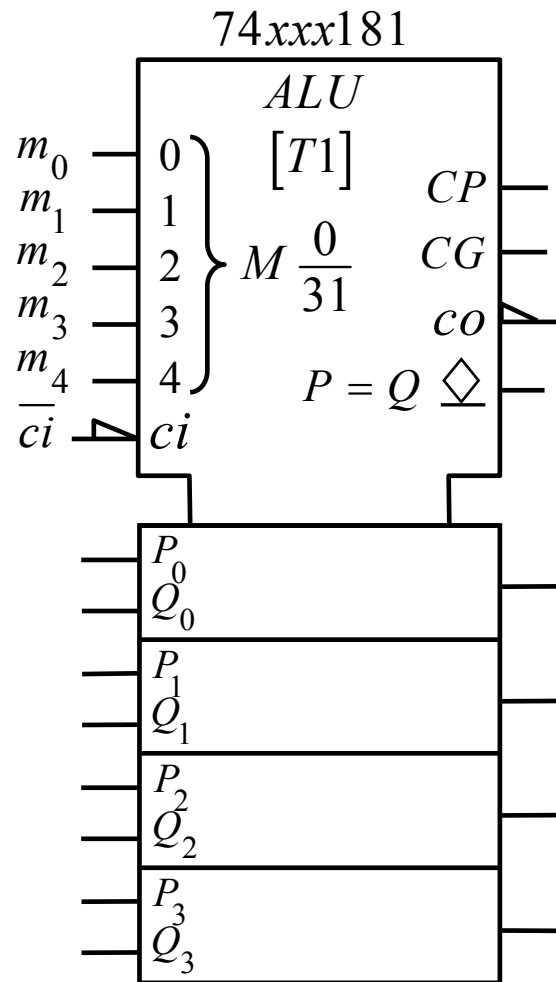 74xxx181
ALU
[T1]
m₀ 0
m₁ 1
m₂ 2
m₃ 3
m₄ 4
M 0/31
CP
CG
co
P = Q
c̅i̅ ci
P₀
Q₀
P₁
Q₁
P₂
Q₂
P₃
Q₃